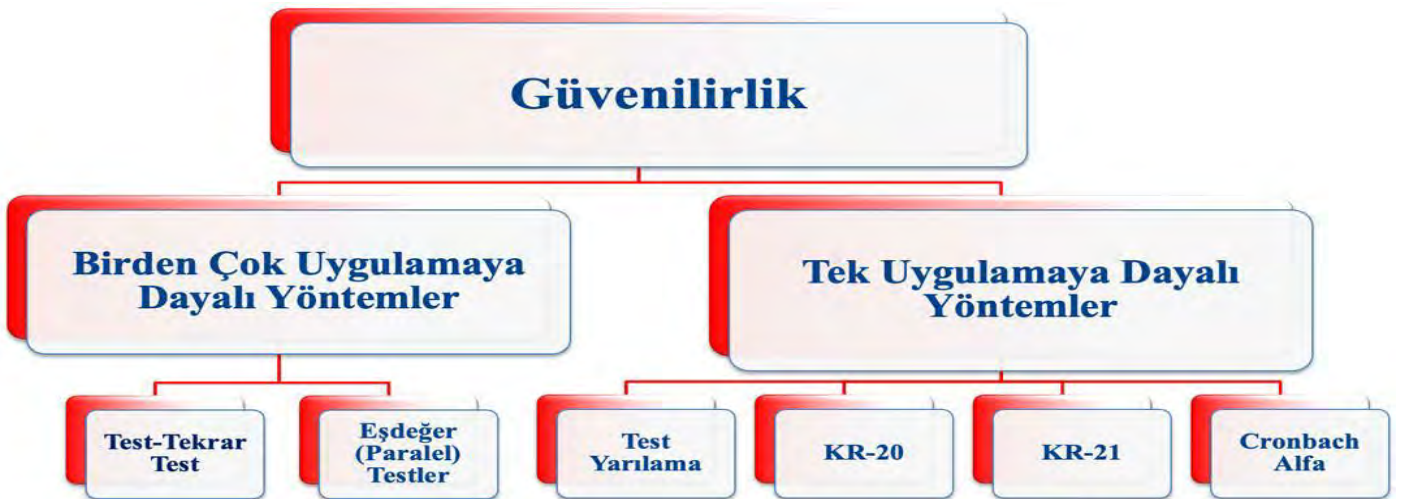 Güvenilirlik
Birden Çok Uygulamaya
Dayalı Yöntemler
Tek Uygulamaya Dayalı
Yöntemler
Test-Tekrar
Test
Eşdeğer
(Paralel)
Testler
Test
Yarılama
KR-20
KR-21
Cronbach
Alfa